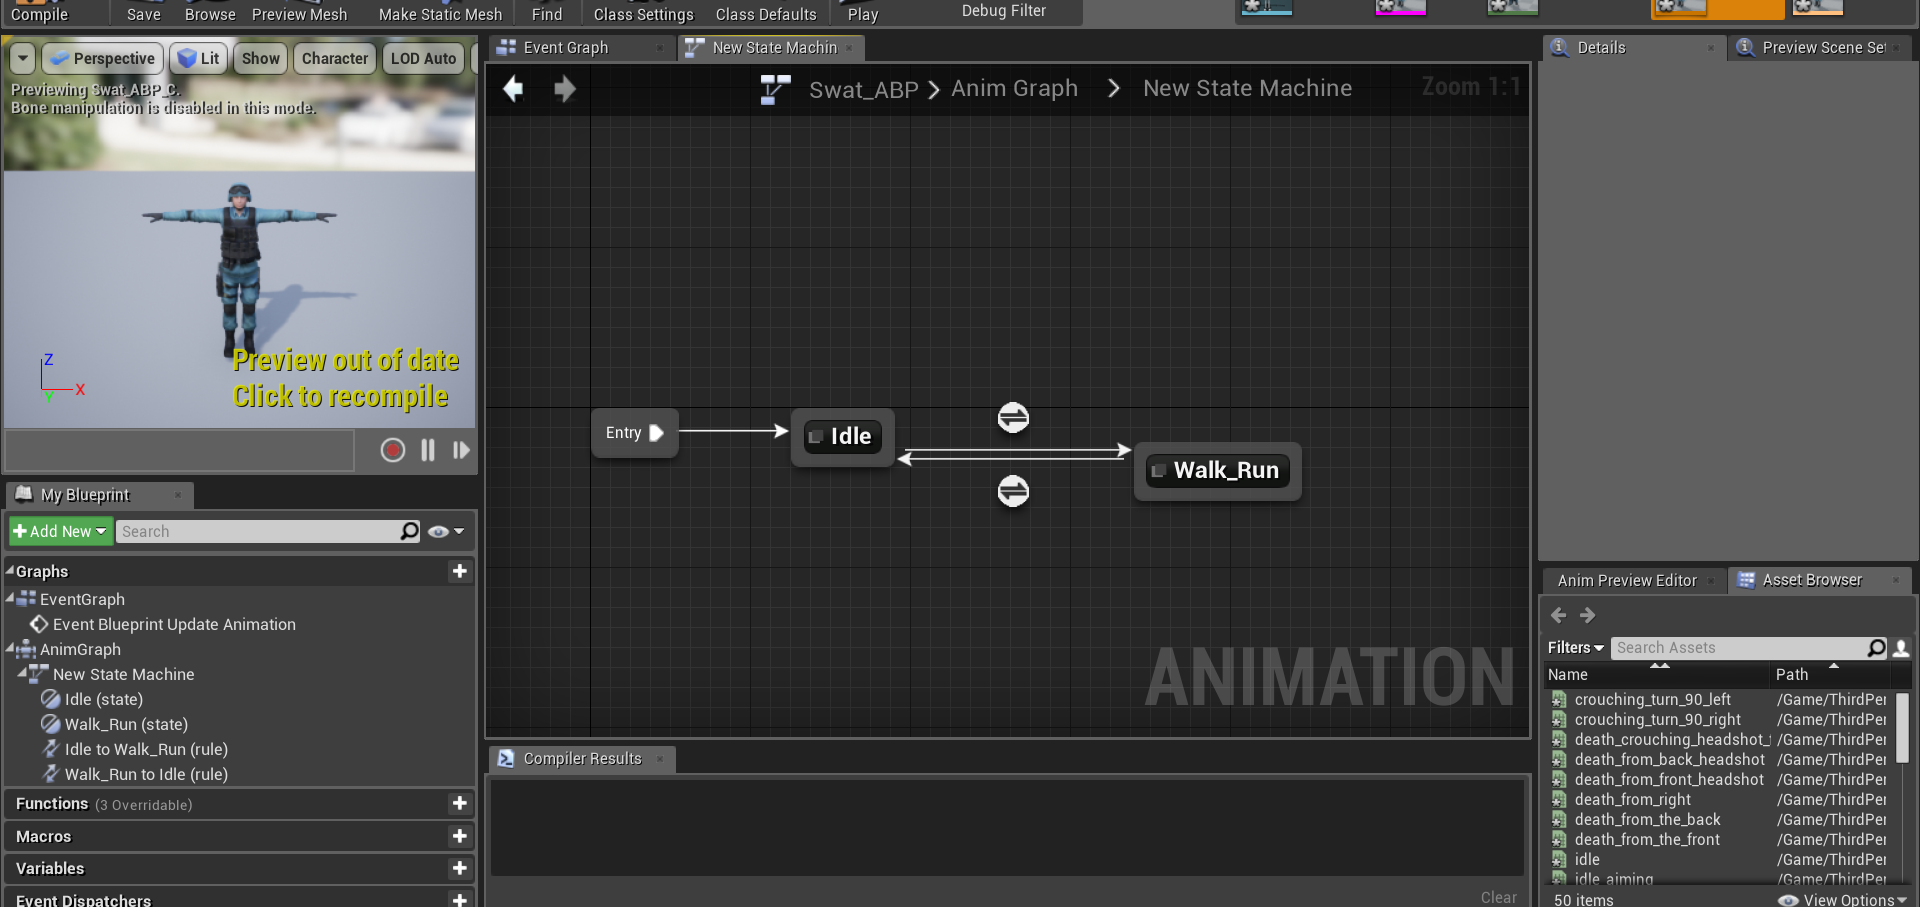 Compile
Save
Browse
Preview Mesh
Make Static Mesh
Find
Class Settings
Class Defaults
Play
Debug Filter
Perspective
Lit
Show
Character
LOD Auto
Previewing Swat_ABP_C.
Bone manipulation is disabled in this mode.
Z
X
Y
Preview out of date
Click to recompile
My Blueprint
Add New
Search
Graphs
EventGraph
Event Blueprint Update Animation
AnimGraph
New State Machine
Idle (state)
Walk_Run (state)
Idle to Walk_Run (rule)
Walk_Run to Idle (rule)
Functions (3 Overridable)
Macros
Variables
Event Dispatchers
Event Graph
New State Machin
Swat_ABP
Anim Graph
New State Machine
Zoom 1:1
Entry
Idle
Walk_Run
ANIMATION
Compiler Results
Clear
Details
Preview Scene Set
Anim Preview Editor
Asset Browser
Filters
Search Assets
Name Path
crouching_turn_90_left /Game/ThirdPer
crouching_turn_90_right /Game/ThirdPer
death_crouching_headshot_f /Game/ThirdPer
death_from_back_headshot /Game/ThirdPer
death_from_front_headshot /Game/ThirdPer
death_from_right /Game/ThirdPer
death_from_the_back /Game/ThirdPer
death_from_the_front /Game/ThirdPer
idle /Game/ThirdPer
idle_aiming /Game/ThirdPer
50 items
View Options